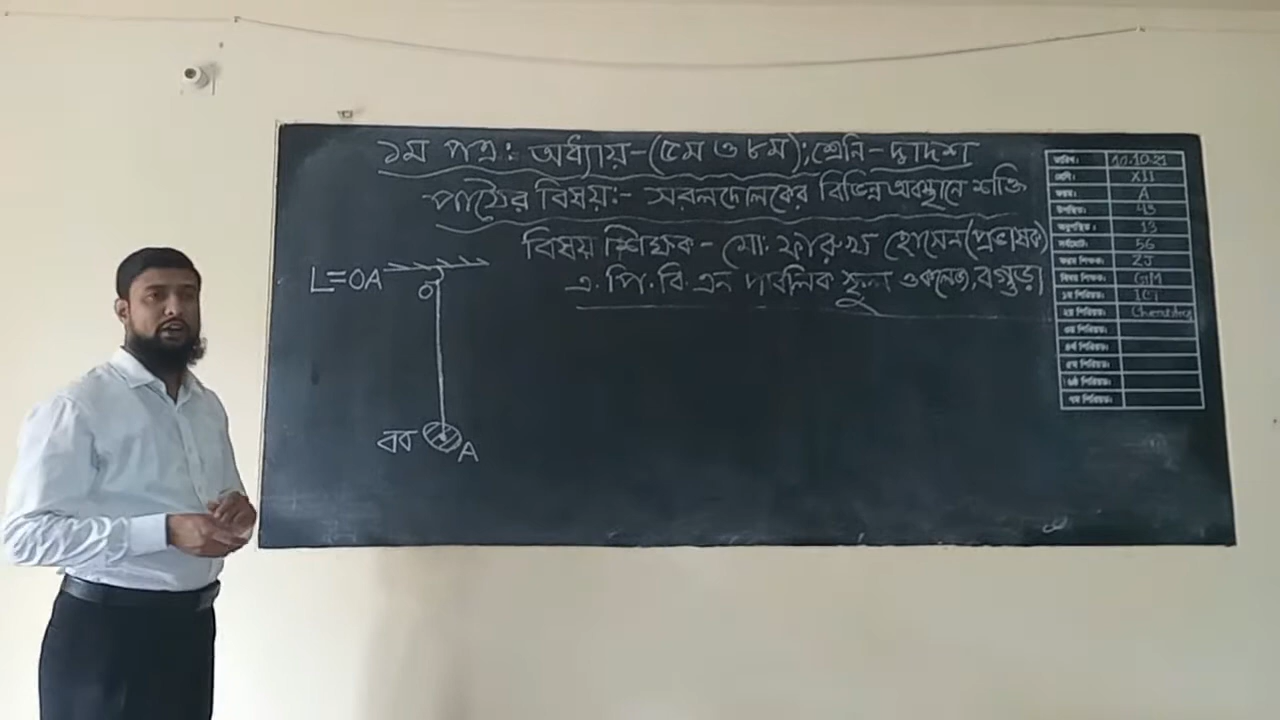 ১ম পত্র: অধ্যায়-(৫ম ও ৮ম); শ্রেনি-দ্বাদশ
পাঠের বিষয়:- সরলদোলকের বিভিন্ন অবস্থানে শক্তি
বিষয় শিক্ষক- মো: ফারুখ হোসেন (প্রভাষক)
এ.পি.বি.এন পাবলিক স্কুল ও কলেজ, বগুড়া
L=OA
O
বব
A
তারিখ: 10.10.21
শ্রেণি: XII
শাখা: A
উপস্থিত: 43
অনুপস্থিত: 13
সর্বমোট: 56
শিক্ষক: ZJ
বিষয় শিক্ষক: GM
১ম পিরিয়ড: ICT
২য় পিরিয়ড: Chemistry
৩য় পিরিয়ড:
৪র্থ পিরিয়ড:
৫ম পিরিয়ড:
৬ষ্ঠ পিরিয়ড:
৭ম পিরিয়ড: